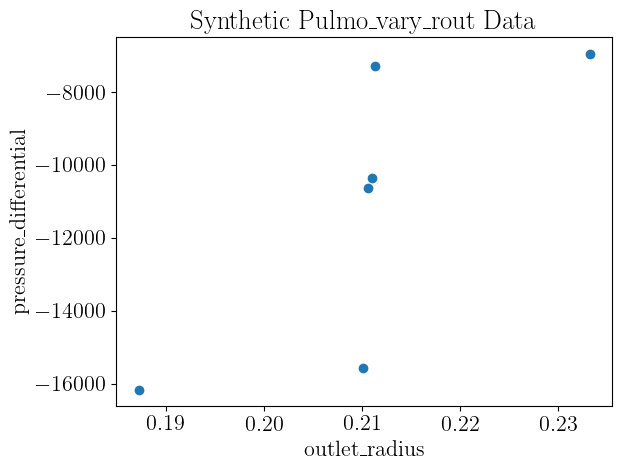 Synthetic Pulmo_vary_rout Data
pressure_differential
−8000
−10000
−12000
−14000
−16000
0.19 0.20 0.21 0.22 0.23
outlet_radius